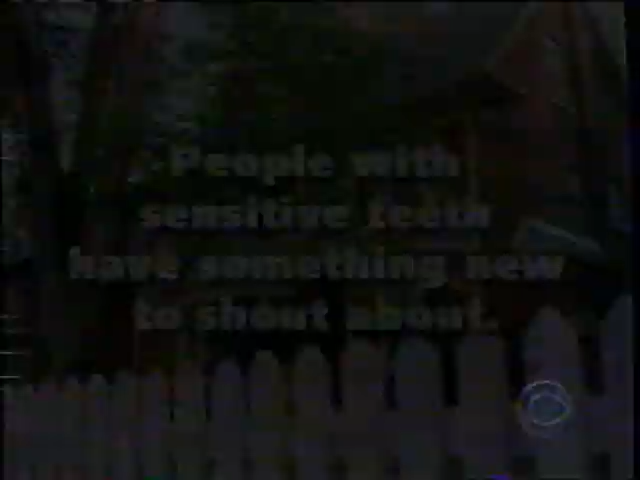 People with
sensitive teeth
have something new
to shout about.